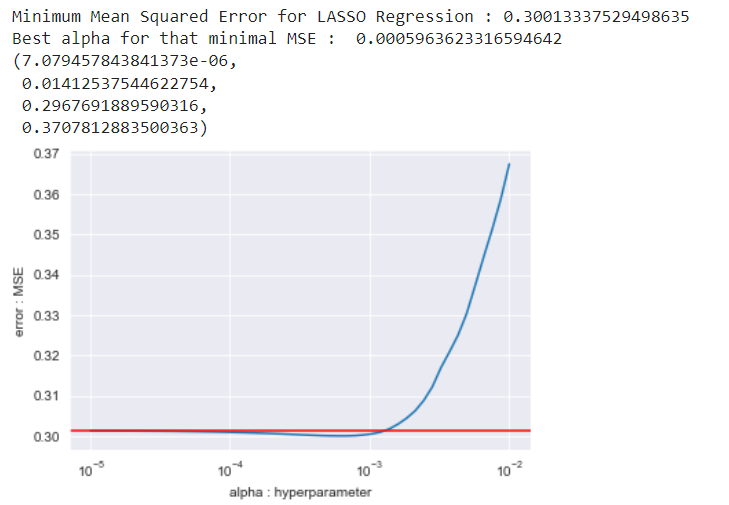 Minimum Mean Squared Error for LASSO Regression : 0.30013337529498635
Best alpha for that minimal MSE :  0.0005963623316594642
(7.079457843841373e-06,
0.01412537544622754,
0.2967691889590316,
0.3707812883500363)
0.37
0.36
0.35
0.34
0.33
0.32
0.31
0.30
error : MSE
10⁻⁵ 10⁻⁴ 10⁻³ 10⁻²
alpha : hyperparameter